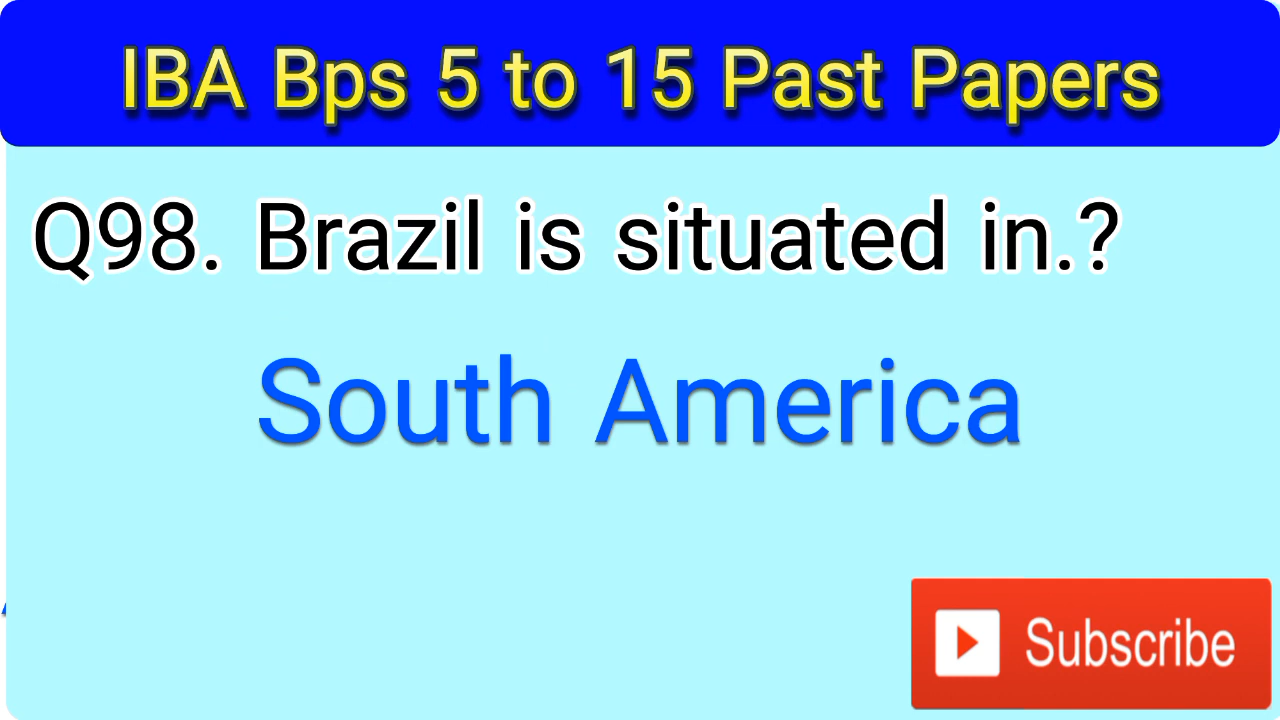 IBA Bps 5 to 15 Past Papers
Q98. Brazil is situated in.?
South America
Subscribe